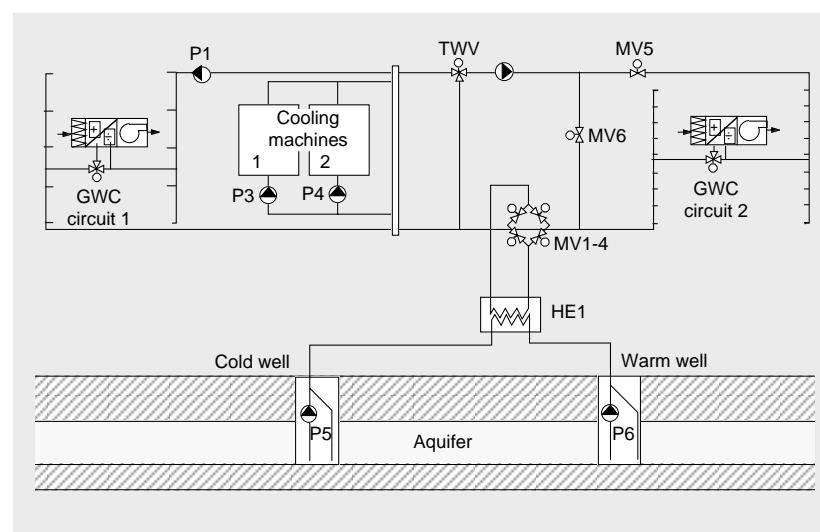 P1
TWV
MV5
Cooling
machines
1 2
MV6
P3
P4
GWC
circuit 1
GWC
circuit 2
MV1-4
HE1
Cold well
Warm well
P5
P6
Aquifer